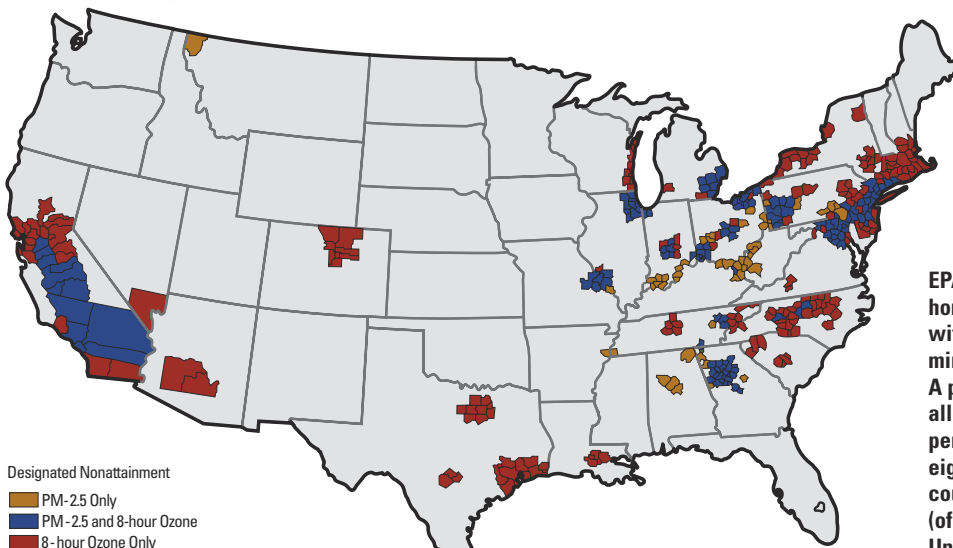 Designated Nonattainment
PM-2.5 Only
PM-2.5 and 8-hour Ozone
8-hour Ozone Only
EPA
hor
wit
min
A p
all
per
eig
cou
(of
Un